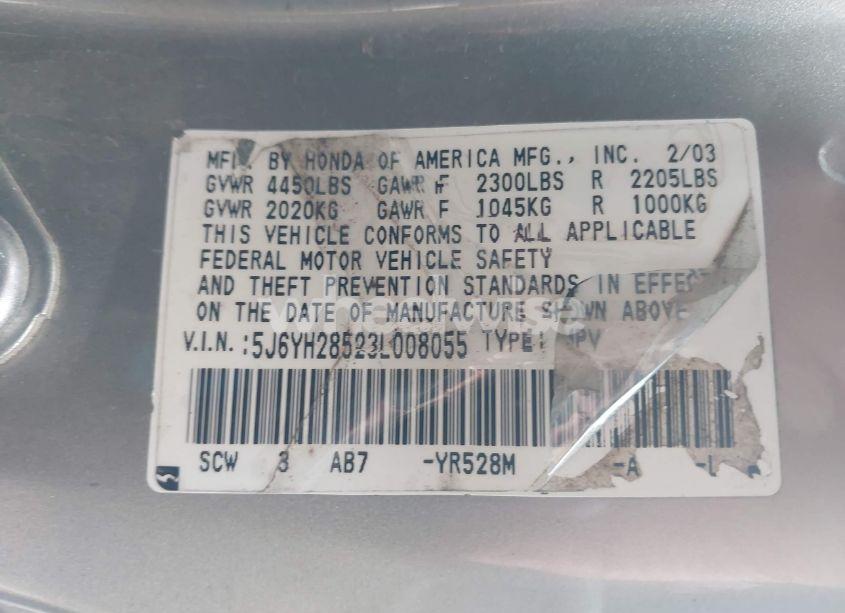 MFD. BY HONDA OF AMERICA MFG., INC. 2/03
GVWR 4450LBS GAWR F 2300LBS R 2205LBS
GVWR 2020KG GAWR F 1045KG R 1000KG
THIS VEHICLE CONFORMS TO ALL APPLICABLE
FEDERAL MOTOR VEHICLE SAFETY
AND THEFT PREVENTION STANDARDS IN EFFECT
ON THE DATE OF MANUFACTURE SHOWN ABOVE
V.I.N.:5J6YH28523L008055 TYPE: MPV
SCW 3 AB7 -YR528M -A -L
wheelwise